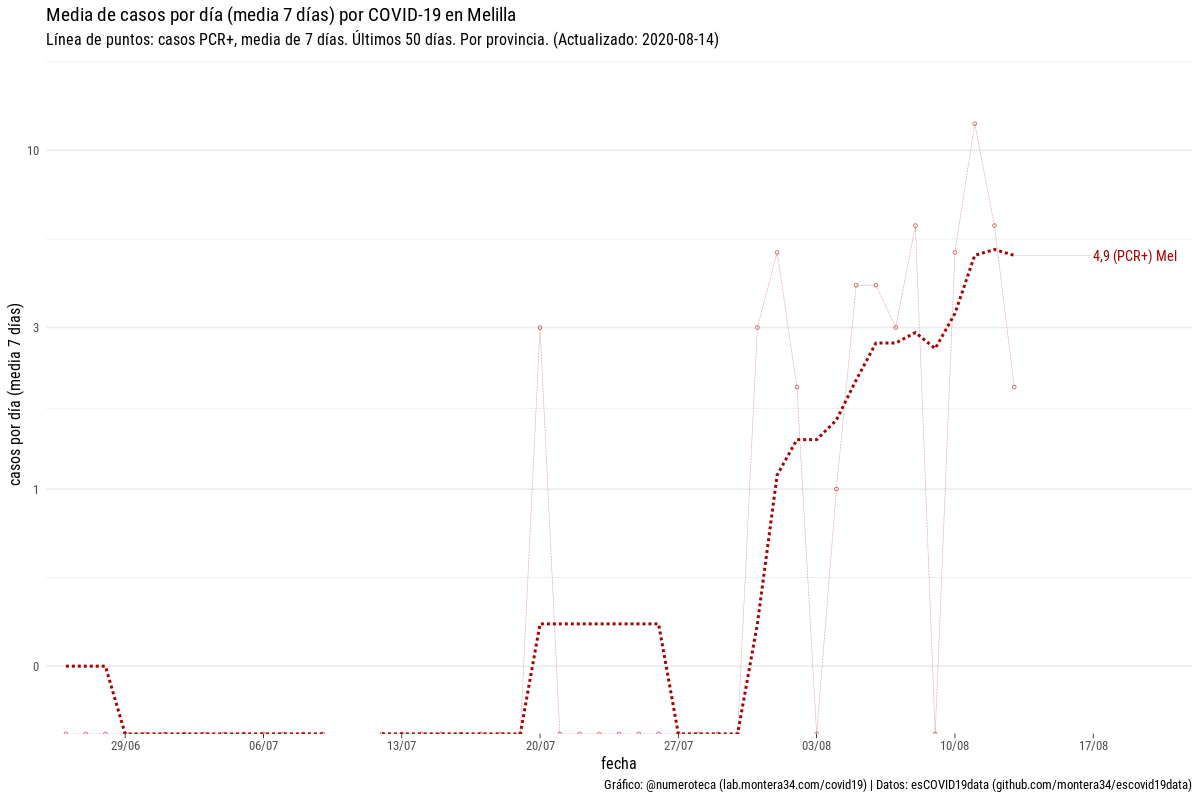 Media de casos por día (media 7 días) por COVID-19 en Melilla
Línea de puntos: casos PCR+, media de 7 días. Últimos 50 días. Por provincia. (Actualizado: 2020-08-14)
casos por día (media 7 días)
10
3
1
0
4,9 (PCR+) Mel
29/06
06/07
13/07
20/07
27/07
03/08
10/08
17/08
fecha
Gráfico: @numeroteca (lab.montera34.com/covid19) | Datos: esCOVID19data (github.com/montera34/escovid19data)